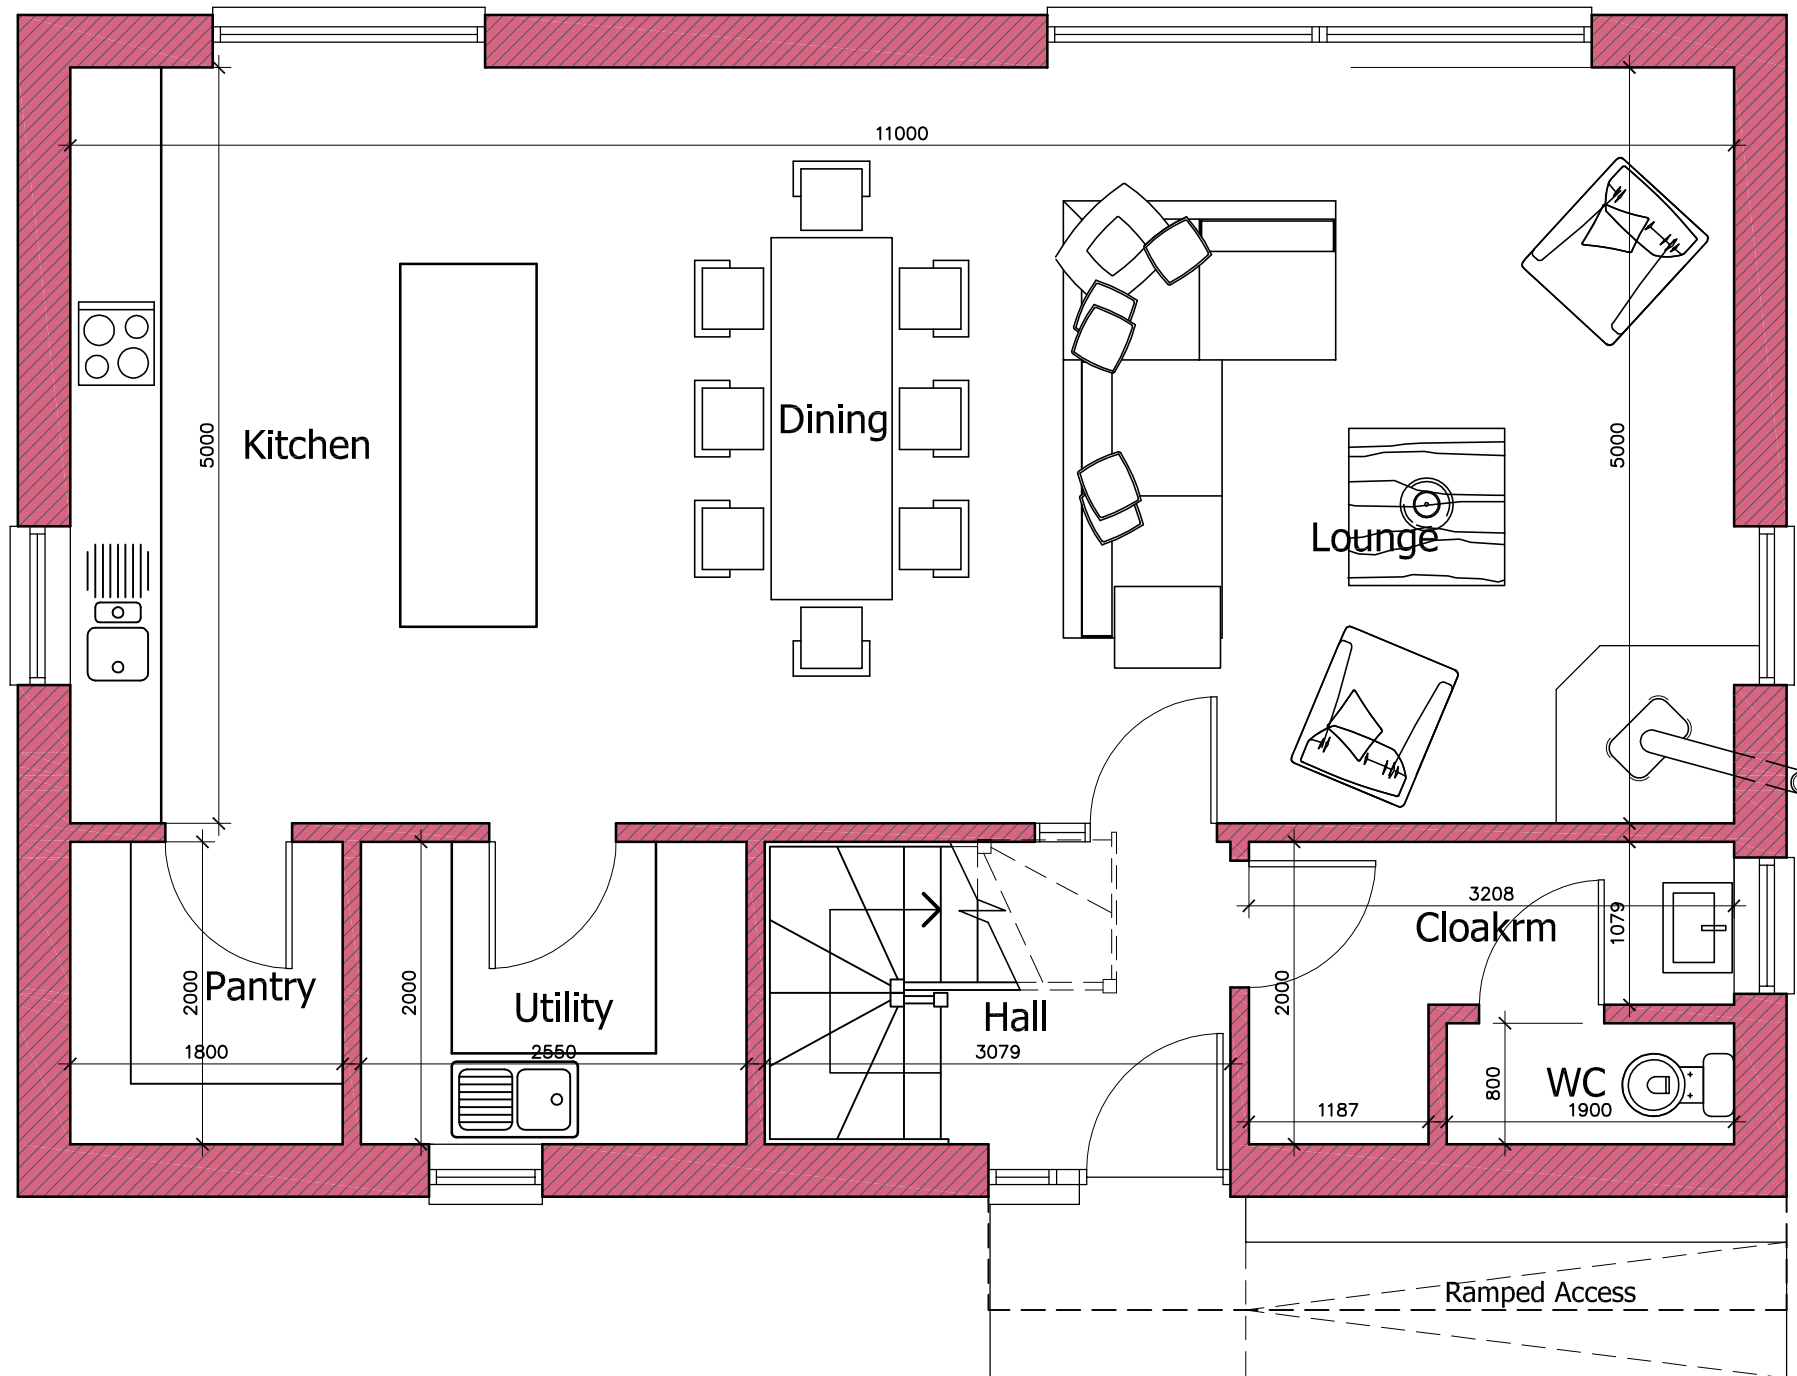 11000
Kitchen
5000
Dining
Lounge
5000
3208
Cloakrm
1079
Pantry
2000
Utility
2000
Hall
2000
1800
2550
3079
WC
800
1187
1900
Ramped Access